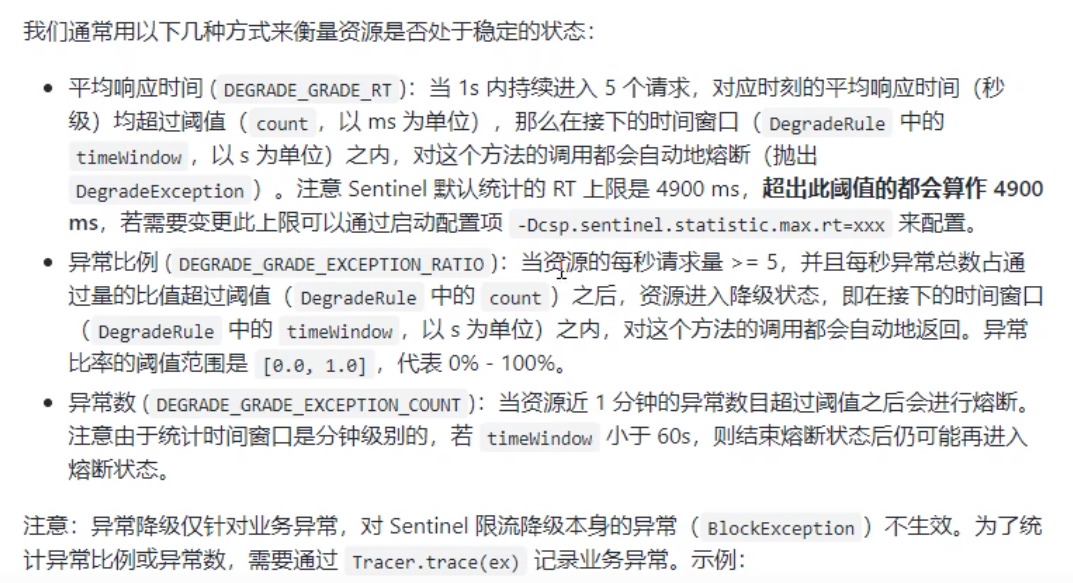 我们通常用以下几种方式来衡量资源是否处于稳定的状态：
• 平均响应时间 (DEGRADE_GRADE_RT)：当 1s 内持续进入 5 个请求，对应时刻的平均响应时间（秒
级）均超过阈值（count，以 ms 为单位），那么在接下的时间窗口（DegradeRule 中的
timeWindow，以 s 为单位）之内，对这个方法的调用都会自动地熔断（抛出
DegradeException）。注意 Sentinel 默认统计的 RT 上限是 4900 ms，超出此阈值的都会算作 4900
ms，若需要变更此上限可以通过启动配置项 -Dcsp.sentinel.statistic.max.rt=xxx 来配置。
• 异常比例 (DEGRADE_GRADE_EXCEPTION_RATIO)：当资源的每秒请求量 >= 5，并且每秒异常总数占通
过量的比值超过阈值（DegradeRule 中的 count）之后，资源进入降级状态，即在接下的时间窗口
（DegradeRule 中的 timeWindow，以 s 为单位）之内，对这个方法的调用都会自动地返回。异常
比率的阈值范围是 [0.0, 1.0]，代表 0% - 100%。
• 异常数 (DEGRADE_GRADE_EXCEPTION_COUNT)：当资源近 1 分钟的异常数目超过阈值之后会进行熔断。
注意由于统计时间窗口是分钟级别的，若 timeWindow 小于 60s，则结束熔断状态后仍可能再进入
熔断状态。
注意：异常降级仅针对业务异常，对 Sentinel 限流降级本身的异常（BlockException）不生效。为了统
计异常比例或异常数，需要通过 Tracer.trace(ex) 记录业务异常。示例：